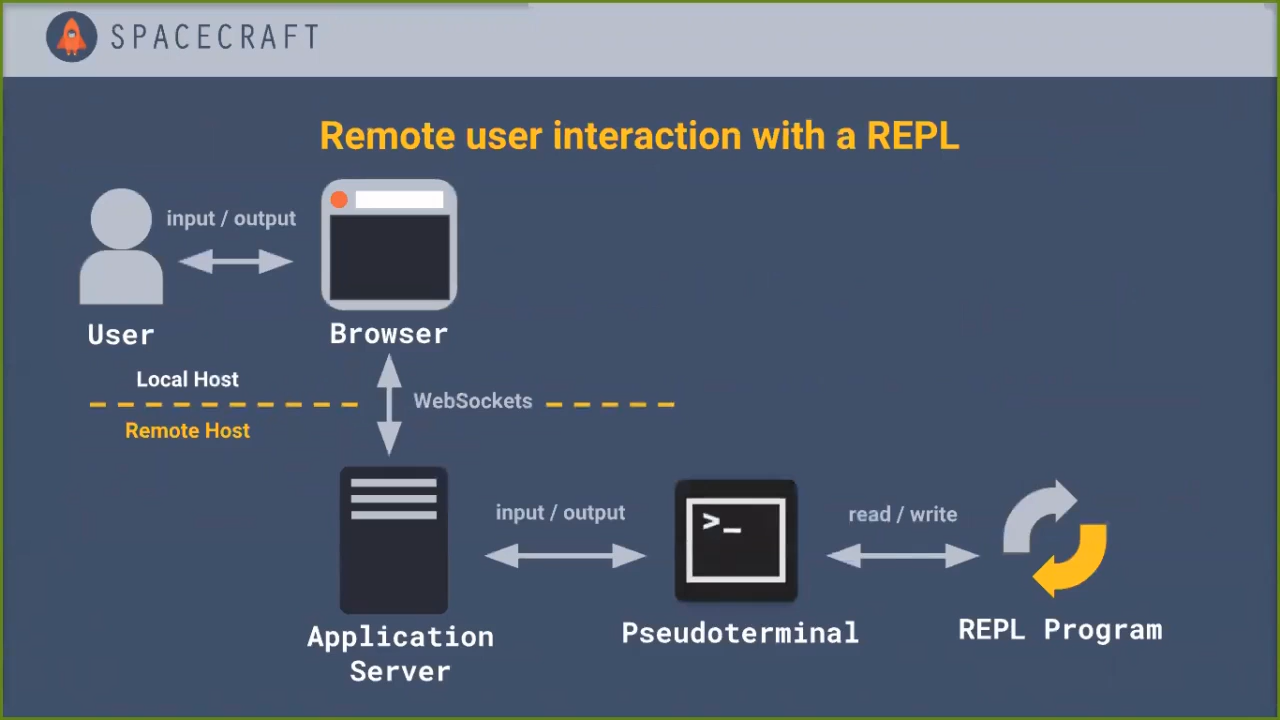 SPACECRAFT
Remote user interaction with a REPL
input / output
User
Browser
Local Host
WebSockets
Remote Host
input / output
>_
read / write
Application
Server
Pseudoterminal
REPL Program